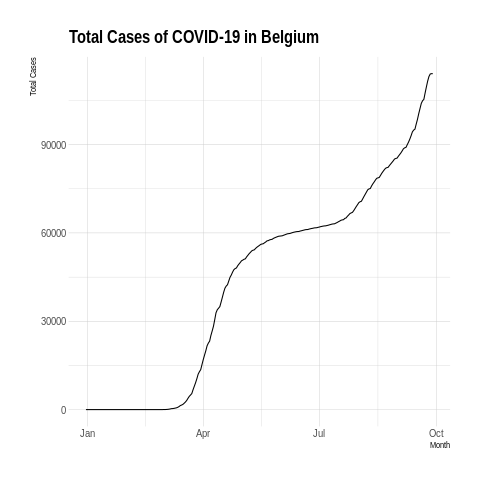 Total Cases of COVID-19 in Belgium
Total Cases
90000
60000
30000
0
Jan Apr Jul Oct
Month